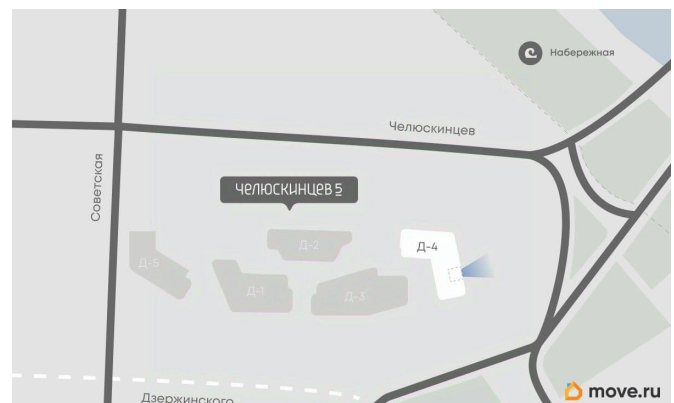 Набережная
Челюскинцев
Советская
челюскинцев 5
Д-2
Д-4
Д-5
Д-1
Д-3
Дзержинского
move.ru